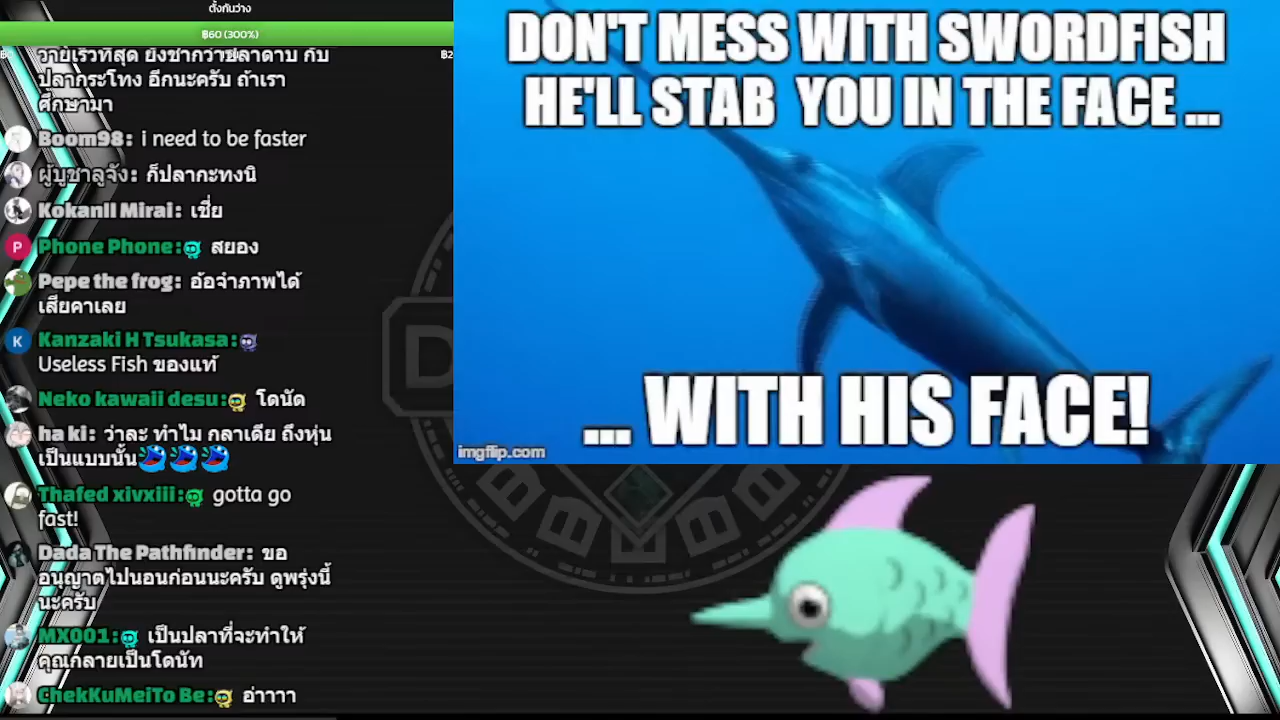 ตั้งกันว่าง
฿60 (300%)
฿2
วายเร็วที่สุด ยังช้ากว่าปลาดาบ กับ
ปลากระโทง อีกนะครับ ถ้าเรา
ศึกษามา
Boom98: i need to be faster
ผู้บูชาลูจัง: ก็ปลากะทงนิ
KokanII Mirai: เชี่ย
P
Phone Phone: สยอง
Pepe the frog: อ้อจำภาพได้
เสียคาเลย
K
Kanzaki H Tsukasa:
Useless Fish ของแท้
Neko kawaii desu: โดนัด
ha ki: ว่าละ ทำไม กลาเดีย ถึงหุ่น
เป็นแบบนั้น
Thafed xivxiii: gotta go
fast!
Dada The Pathfinder: ขอ
อนุญาตไปนอนก่อนนะครับ ดูพรุ่งนี้
นะครับ
MX001: เป็นปลาที่จะทำให้
คุณกลายเป็นโดนัท
ChekKuMeiTo Be: อ่าาาา
DON'T MESS WITH SWORDFISH
HE'LL STAB YOU IN THE FACE ...
... WITH HIS FACE!
imgflip.com